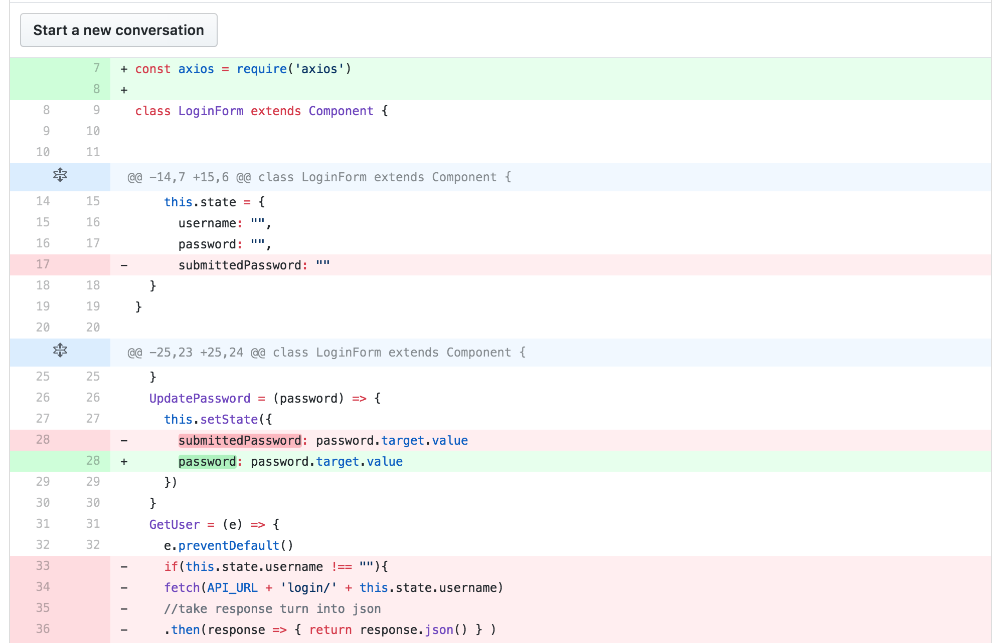 Start a new conversation
7 + const axios = require('axios')
8 +
8 9 class LoginForm extends Component {
9 10
10 11
@@ -14,7 +15,6 @@ class LoginForm extends Component {
14 15 this.state = {
15 16 username: "",
16 17 password: "",
17 - submittedPassword: ""
18 18 }
19 19 }
20 20
@@ -25,23 +25,24 @@ class LoginForm extends Component {
25 25 }
26 26 UpdatePassword = (password) => {
27 27 this.setState({
28 - submittedPassword: password.target.value
28 + password: password.target.value
29 29 })
30 30 }
31 31 GetUser = (e) => {
32 32 e.preventDefault()
33 - if(this.state.username !== ""){
34 - fetch(API_URL + 'login/' + this.state.username)
35 - //take response turn into json
36 - .then(response => { return response.json() } )